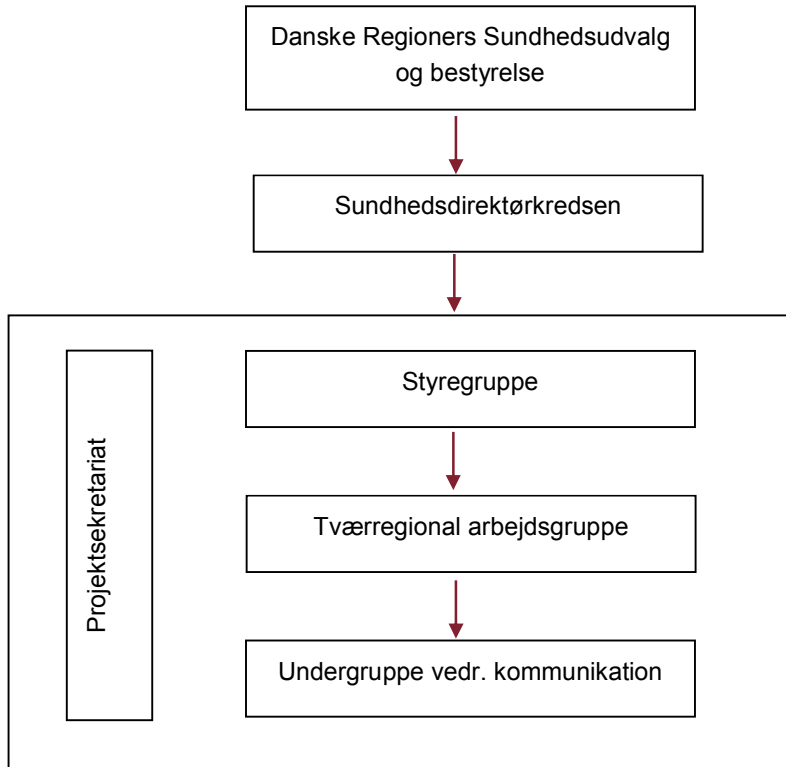 Danske Regioners Sundhedsudvalg
og bestyrelse
Sundhedsdirektørkredsen
Projektsekretariat
Styregruppe
Tværregional arbejdsgruppe
Undergruppe vedr. kommunikation